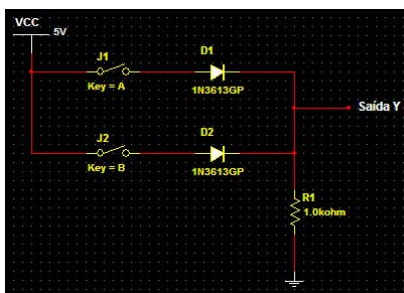 VCC
5V
J1
Key = A
D1
1N3613GP
Saída Y
J2
Key = B
D2
1N3613GP
R1
1.0kohm